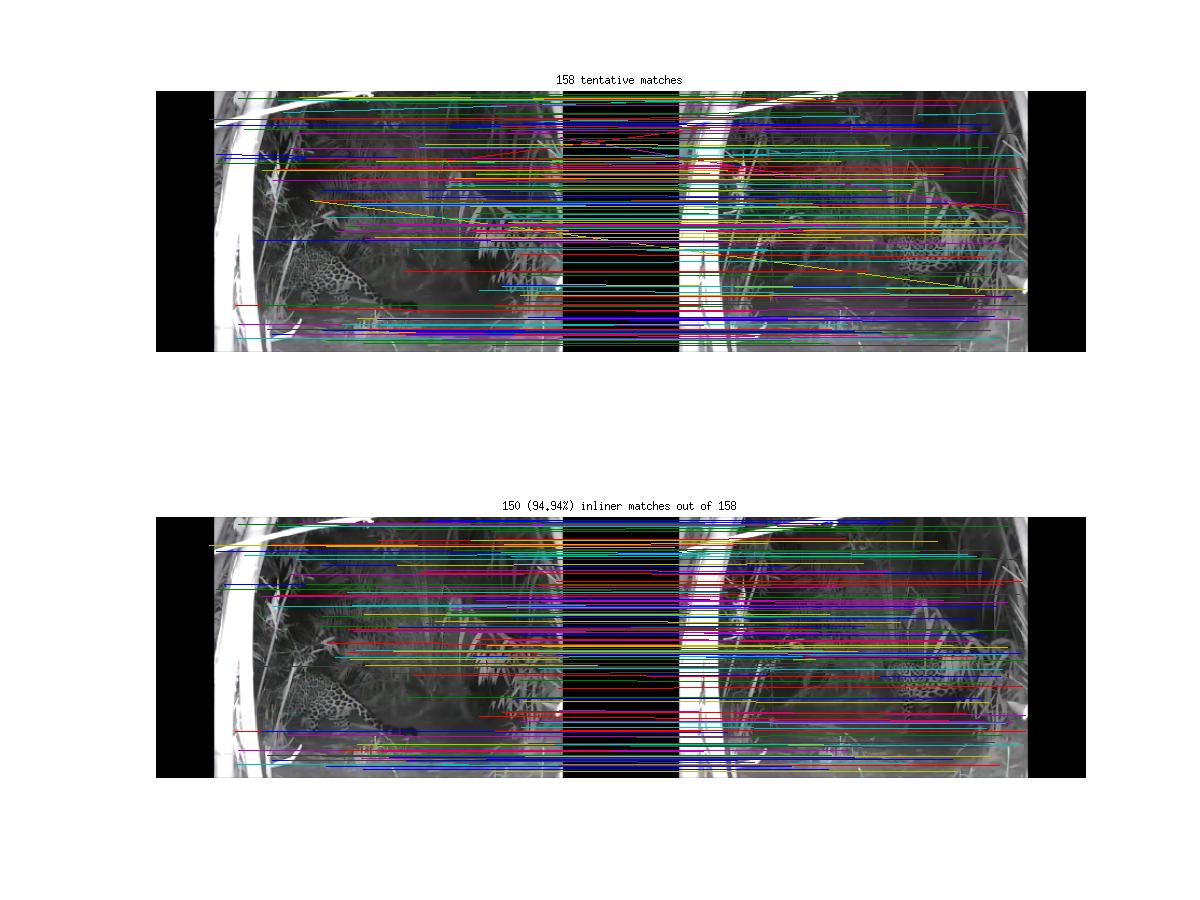 158 tentative matches
150 (94.94%) inliner matches out of 158